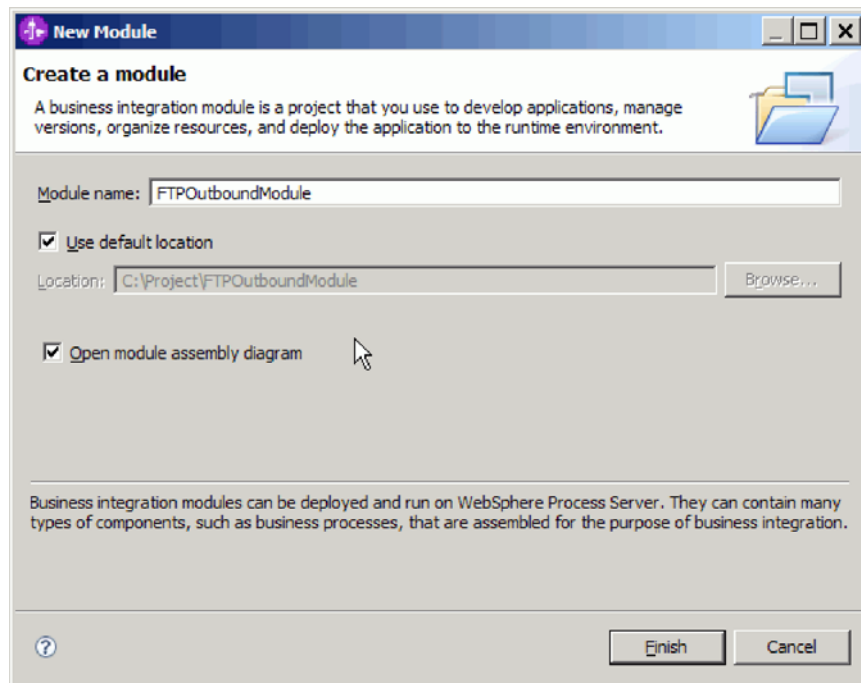 New Module
Create a module
A business integration module is a project that you use to develop applications, manage
versions, organize resources, and deploy the application to the runtime environment.
Module name: FTPOutboundModule
Use default location
Location: C:\Project\FTPOutboundModule Browse...
Open module assembly diagram
Business integration modules can be deployed and run on WebSphere Process Server. They can contain many
types of components, such as business processes, that are assembled for the purpose of business integration.
? Finish Cancel